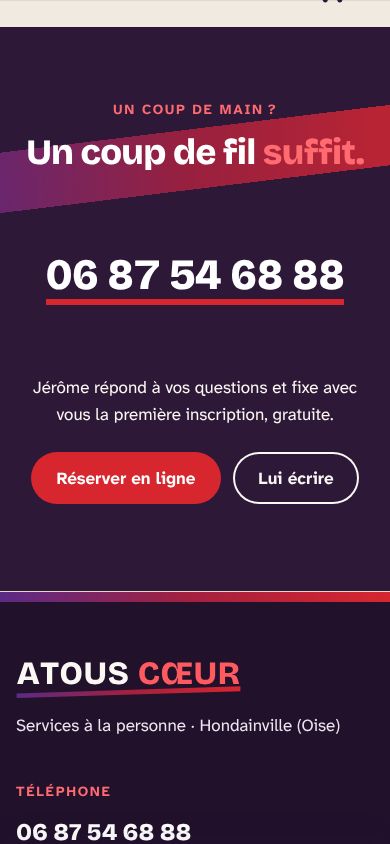 UN COUP DE MAIN ?
Un coup de fil suffit.
06 87 54 68 88
Jérôme répond à vos questions et fixe avec
vous la première inscription, gratuite.
Réserver en ligne
Lui écrire
ATOUS CŒUR
Services à la personne · Hondainville (Oise)
TÉLÉPHONE
06 87 54 68 88